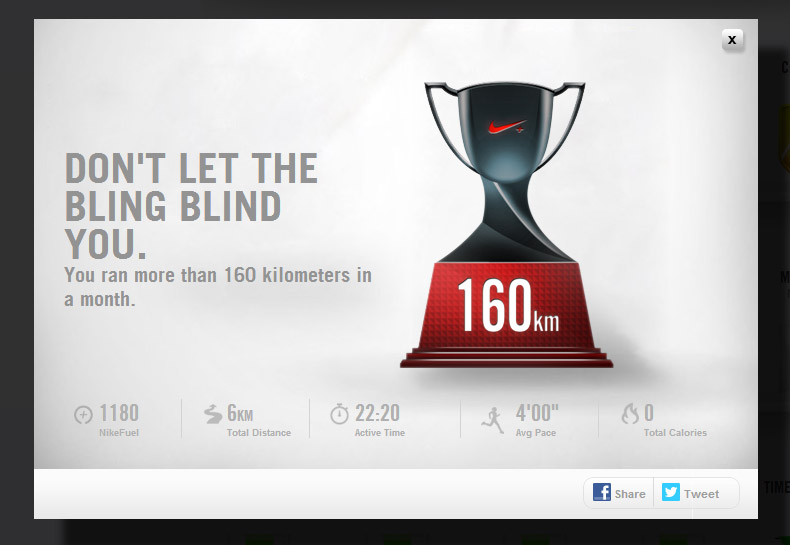 x
DON'T LET THE
BLING BLIND
YOU.
You ran more than 160 kilometers in
a month.
160km
1180
NikeFuel
6KM
Total Distance
22:20
Active Time
4'00"
Avg Pace
0
Total Calories
Share
Tweet
TIME